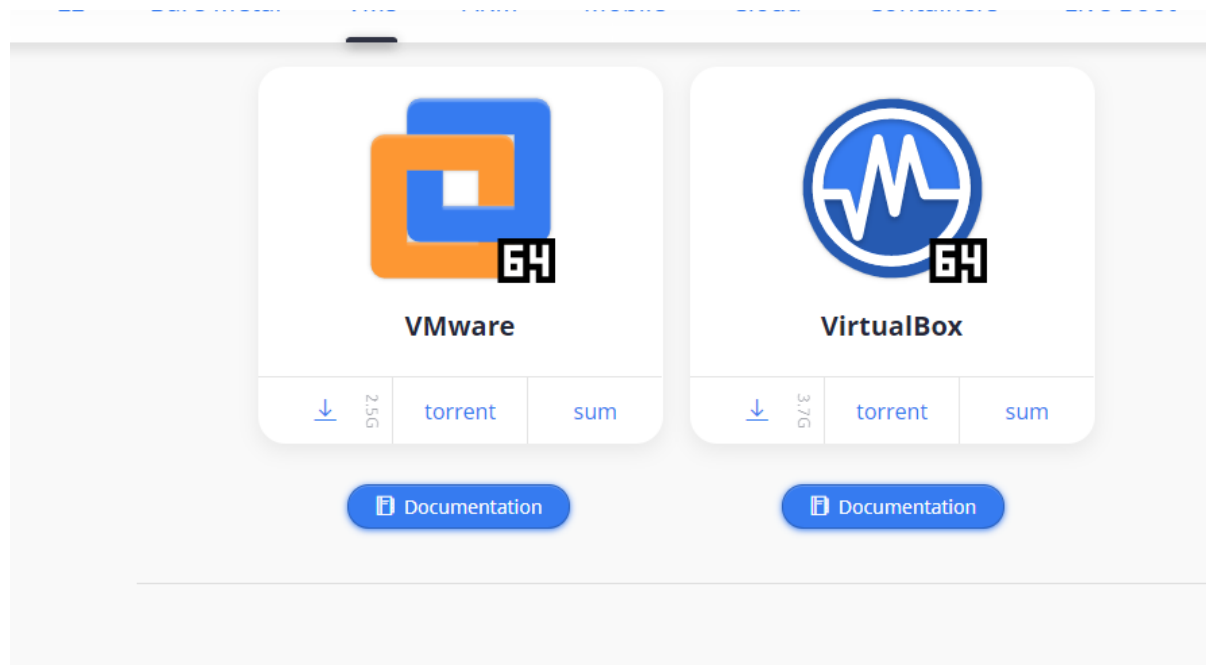 64
64
VMware
VirtualBox
2.5G
torrent
sum
3.7G
torrent
sum
Documentation
Documentation